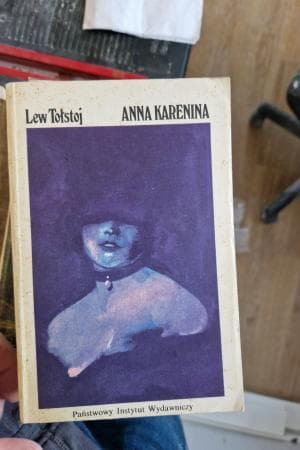 Lew Tołstoj ANNA KARENINA
Państwowy Instytut Wydawniczy